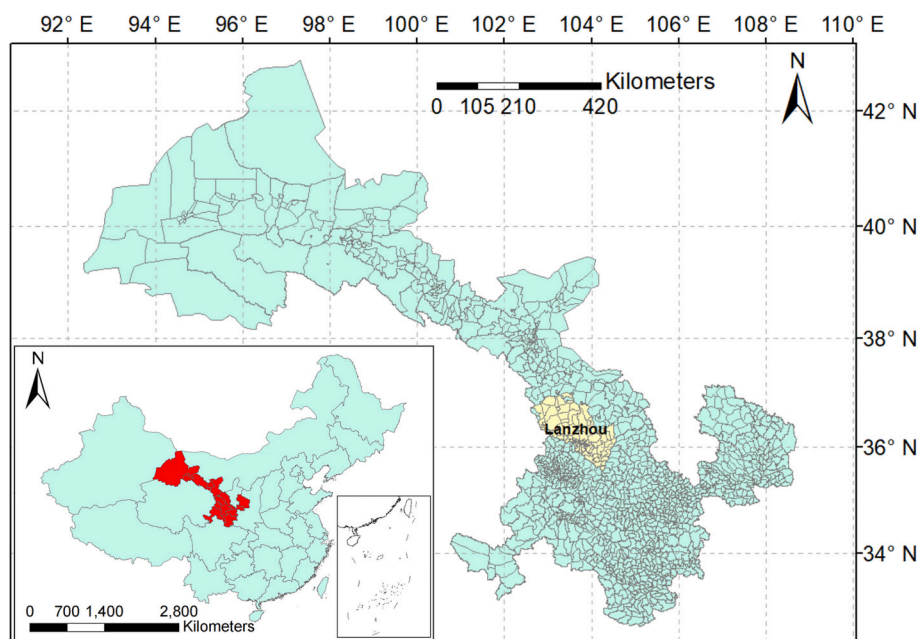 92° E 94° E 96° E 98° E 100° E 102° E 104° E 106° E 108° E 110° E
N
Kilometers
0 105 210 420
42° N
40° N
38° N
N
Lanzhou
36° N
34° N
0 700 1,400 2,800
Kilometers